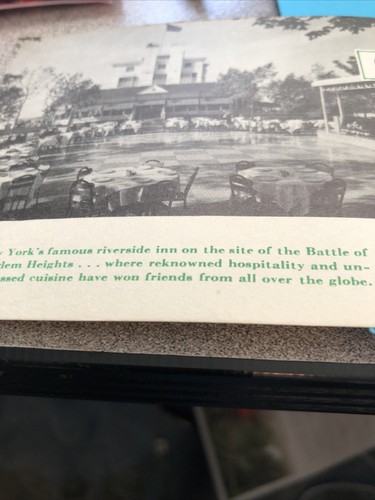 York's famous riverside inn on the site of the Battle of
Heights . . . where reknowned hospitality and un-
cuisine have won friends from all over the globe.